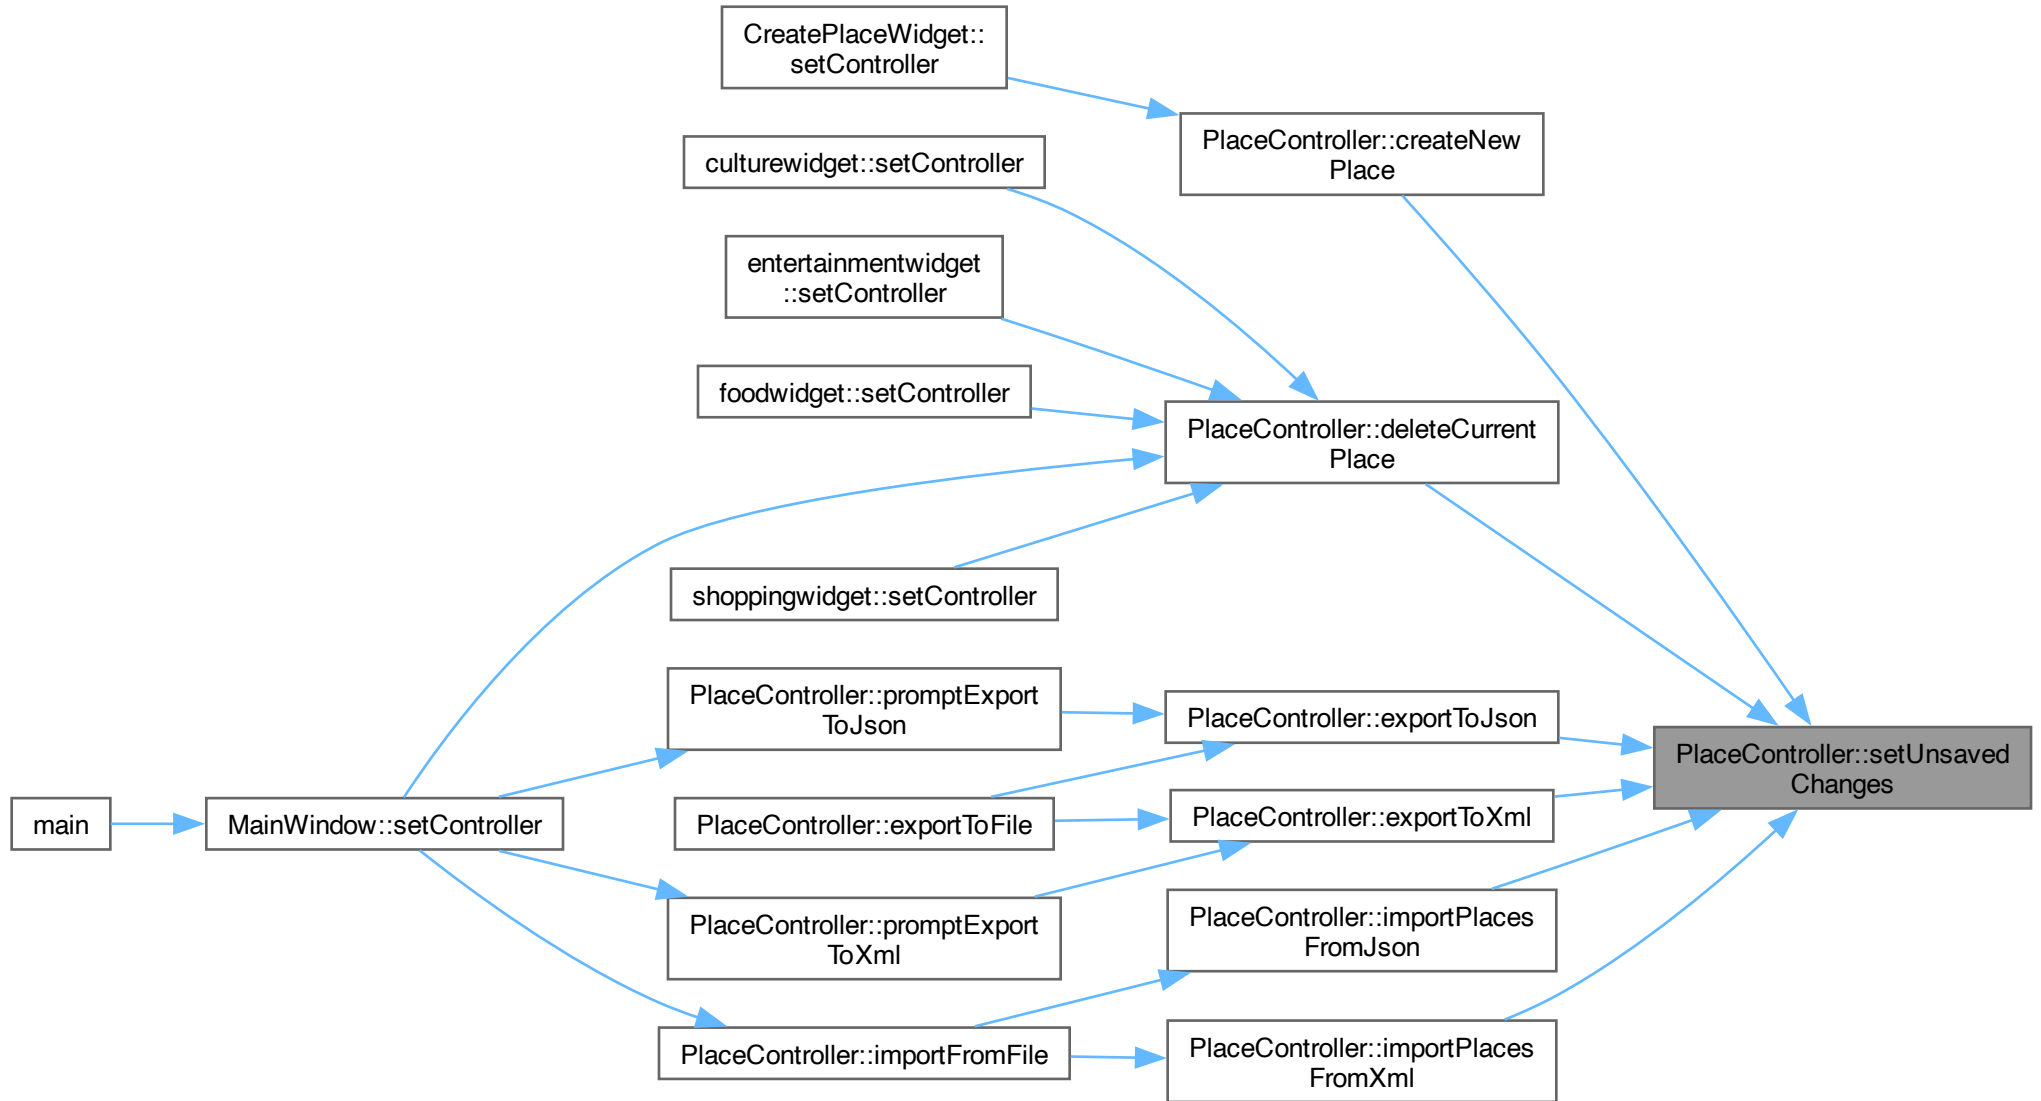 CreatePlaceWidget::
setController
PlaceController::createNew
Place
culturewidget::setController
entertainmentwidget
::setController
foodwidget::setController
PlaceController::deleteCurrent
Place
shoppingwidget::setController
PlaceController::promptExport
ToJson
PlaceController::exportToJson
PlaceController::setUnsaved
Changes
main
MainWindow::setController
PlaceController::exportToFile
PlaceController::exportToXml
PlaceController::promptExport
ToXml
PlaceController::importPlaces
FromJson
PlaceController::importFromFile
PlaceController::importPlaces
FromXml